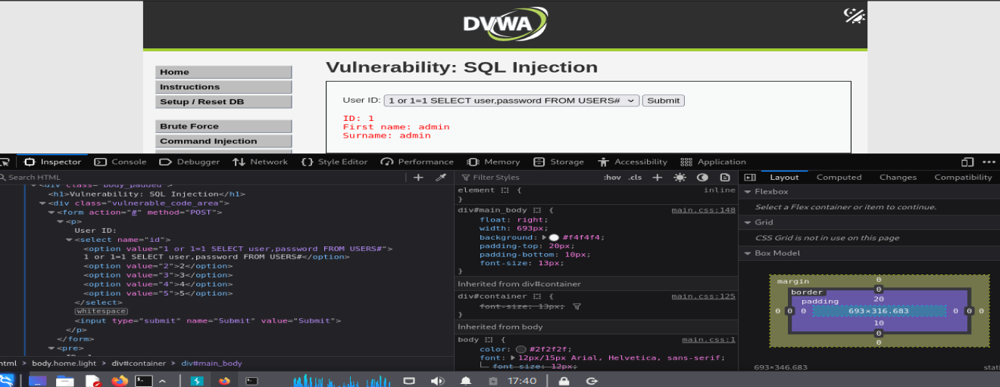 DVWA
Home
Instructions
Setup / Reset DB
Brute Force
Command Injection
Vulnerability: SQL Injection
User ID: 1 or 1=1 SELECT user,password FROM USERS# Submit
ID: 1
First name: admin
Surname: admin
Inspector Console Debugger Network Style Editor Performance Memory Storage Accessibility Application
Search HTML
<div class="body_padded">
<h1>Vulnerability: SQL Injection</h1>
<div class="vulnerable_code_area">
<form action="#" method="POST">
<p>
User ID:
<select name="id">
<option value="1 or 1=1 SELECT user,password FROM USERS#">
1 or 1=1 SELECT user,password FROM USERS#</option>
<option value="2">2</option>
<option value="3">3</option>
<option value="4">4</option>
<option value="5">5</option>
</select>
whitespace
<input type="submit" name="Submit" value="Submit">
</p>
</form>
<pre>
html > body.home.light > div#container > div#main_body
Filter Styles :hov .cls +
element { inline
}
div#main_body { main.css:148
float: right;
width: 693px;
background: #f4f4f4;
padding-top: 20px;
padding-bottom: 10px;
font-size: 13px;
}
Inherited from div#container
div#container { main.css:125
font-size: 13px;
}
Inherited from body
body { main.css:1
color: #2f2f2f;
font: 12px/15px Arial, Helvetica, sans-serif;
font-size: 12px;
Layout Computed Changes Compatibility
Flexbox
Select a Flex container or item to continue.
Grid
CSS Grid is not in use on this page
Box Model
margin 0
border 0
padding 20
0 0 0 693×316.683 0 0 0
10
0
0
693×346.683 stati
17:40